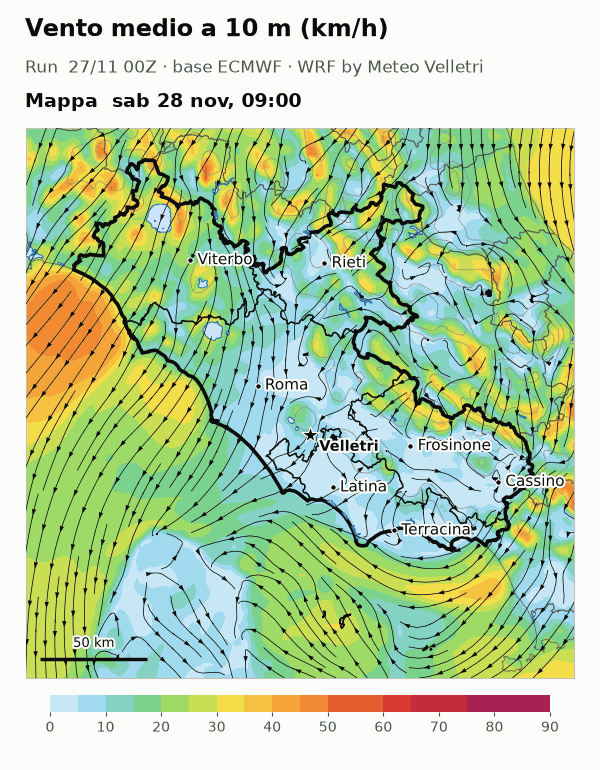 Vento medio a 10 m (km/h)
Run 27/11 00Z · base ECMWF · WRF by Meteo Velletri
Mappa sab 28 nov, 09:00
Viterbo
Rieti
Roma
Velletri
Frosinone
Cassino
Latina
Terracina
50 km
0 10 20 30 40 50 60 70 80 90